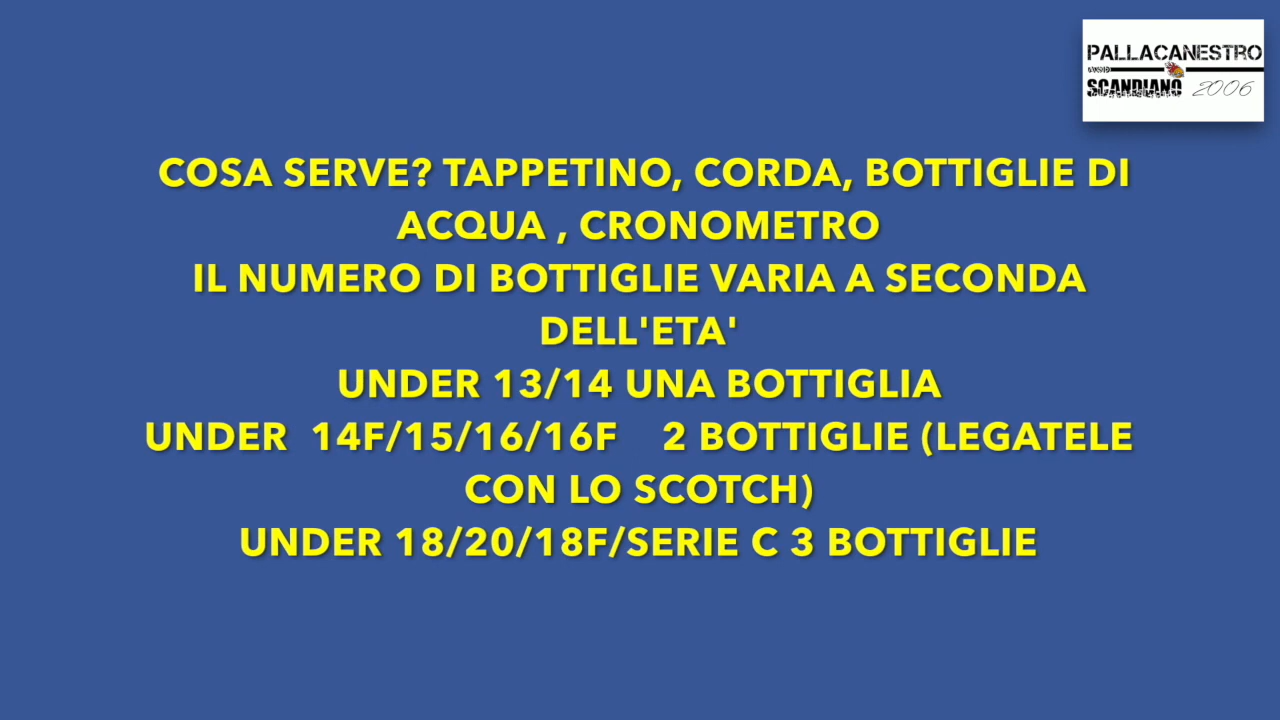 PALLACANESTRO
ASD
SCANDIANO 2006
COSA SERVE? TAPPETINO, CORDA, BOTTIGLIE DI
ACQUA , CRONOMETRO
IL NUMERO DI BOTTIGLIE VARIA A SECONDA
DELL'ETA'
UNDER 13/14 UNA BOTTIGLIA
UNDER  14F/15/16/16F    2 BOTTIGLIE (LEGATELE
CON LO SCOTCH)
UNDER 18/20/18F/SERIE C 3 BOTTIGLIE